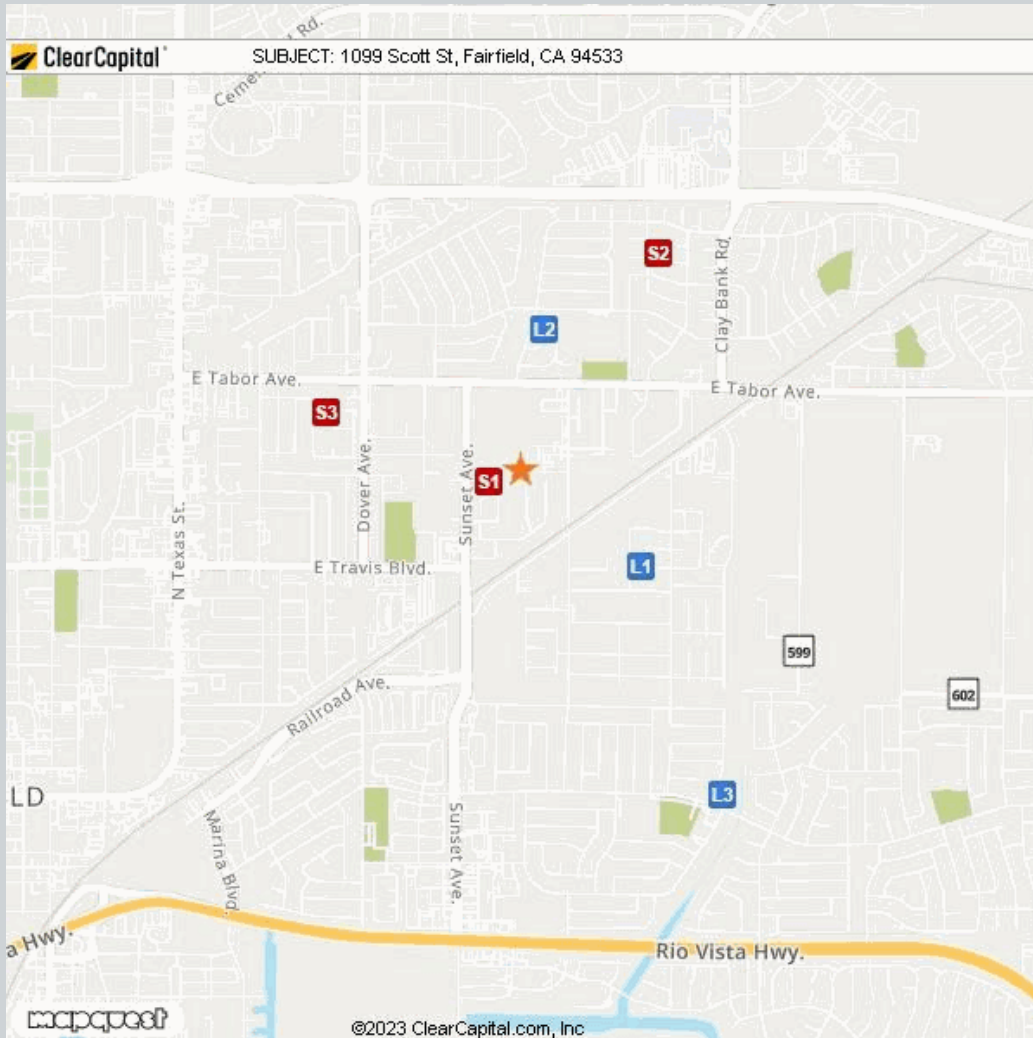 Rd.
ClearCapital®
SUBJECT: 1099 Scott St, Fairfield, CA 94533
S2
Clay Bank Rd.
L2
E Tabor Ave.
E Tabor Ave.
S3
Dover Ave.
Sunset Ave.
S1
N Texas St.
E Travis Blvd.
L1
599
602
Railroad Ave.
LD
L3
Marina Blvd.
Sunset Ave.
a Hwy.
Rio Vista Hwy.
mapquest
©2023 ClearCapital.com, Inc